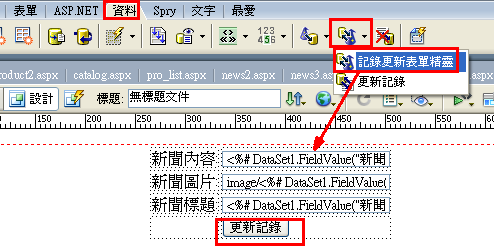 表單 ASP.NET 資料 Spry 文字 最愛
123
456
記錄更新表單精靈
更新記錄
roduct2.aspx catalog.aspx pro_list.aspx news2.aspx news3.aspx
設計 標題: 無標題文件
50 100 150 200 250 300 350 400 450 500
新聞內容: <%# DataSet1.FieldValue("新聞
新聞圖片: image/<%# DataSet1.FieldValue(
新聞標題: <%# DataSet1.FieldValue("新聞
更新記錄